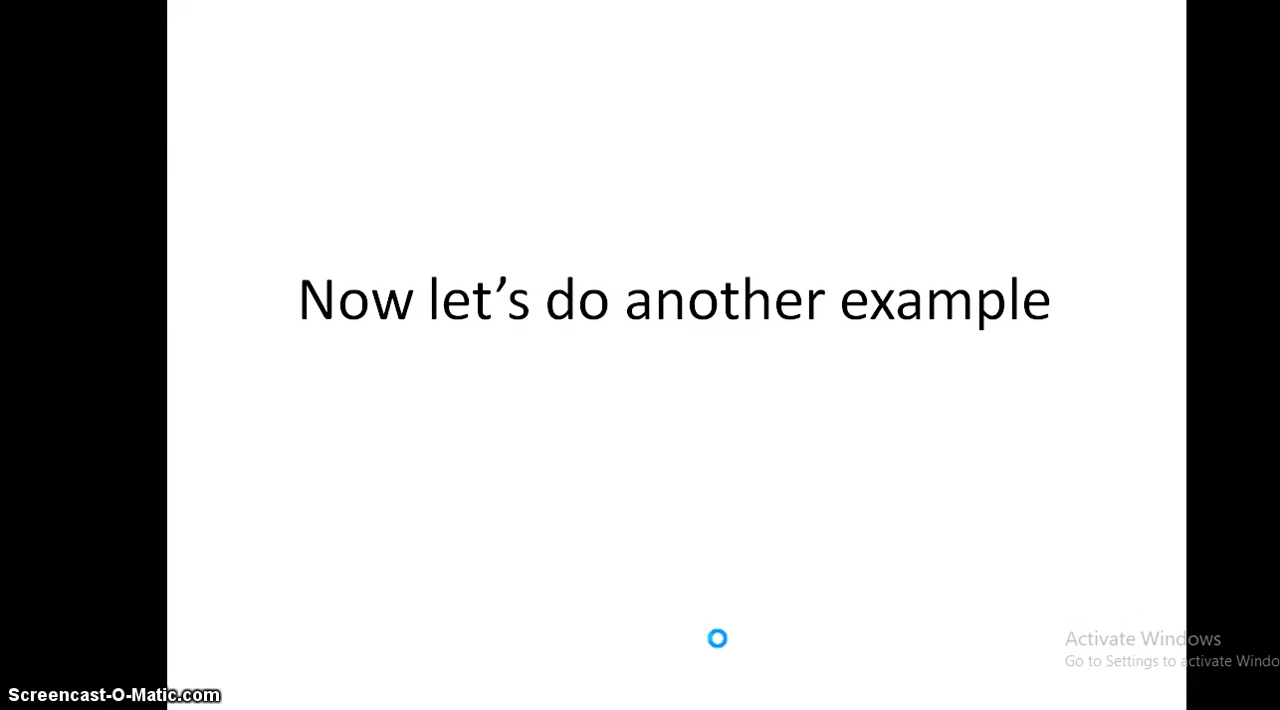 Now let’s do another example
Activate Windows
Go to Settings to activate Windo
Screencast-O-Matic.com